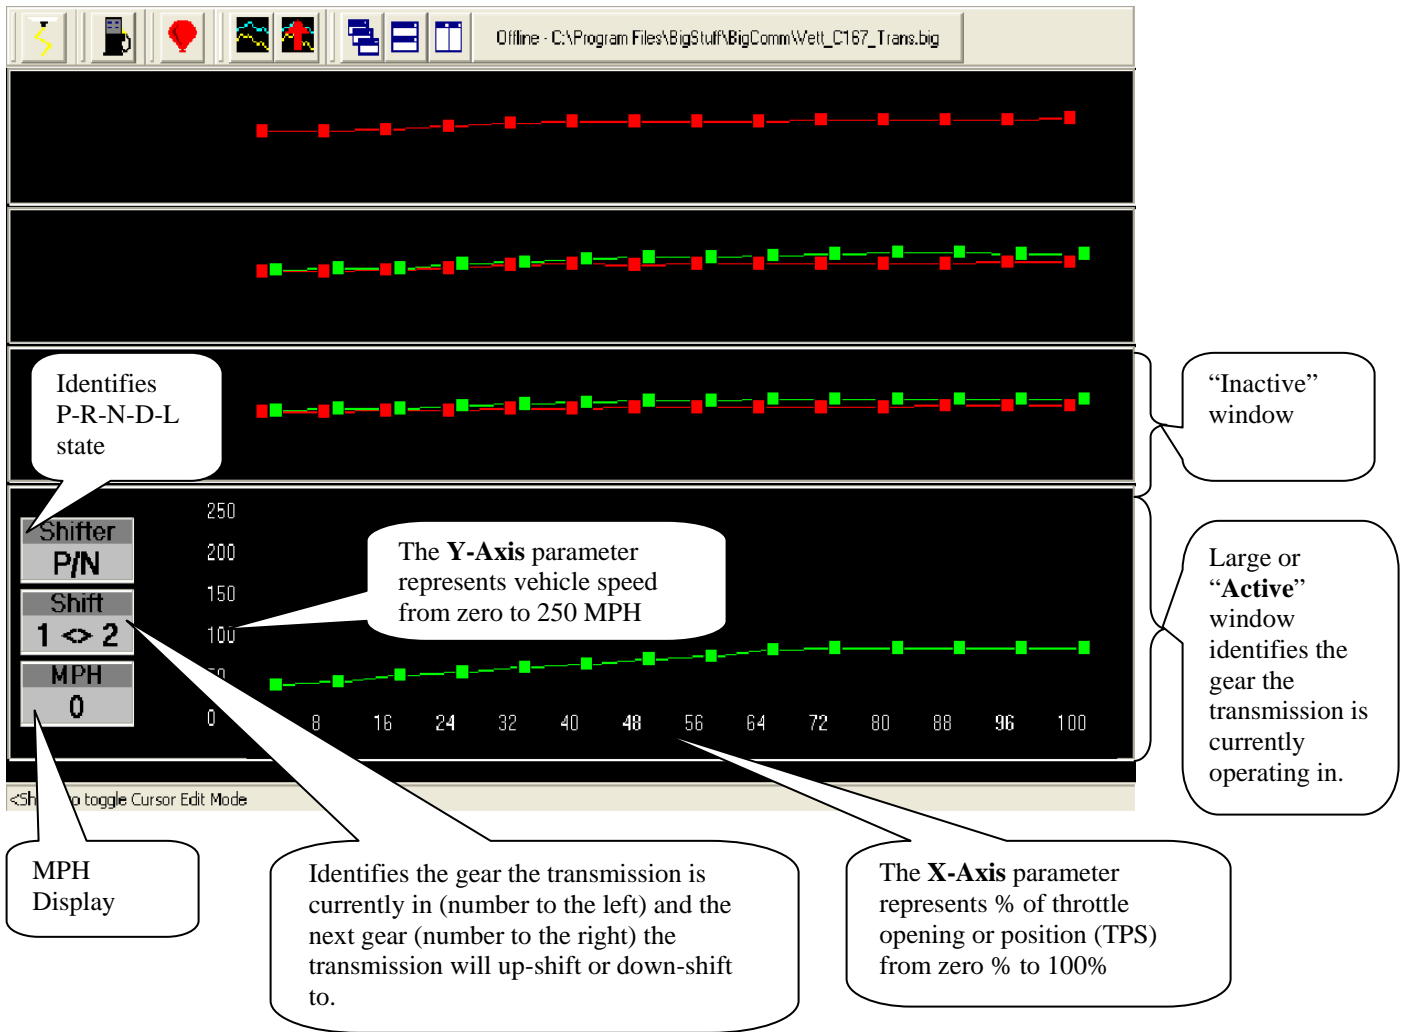 Offline - C:\Program Files\BigStuff\BigComm\Vett_C167_Trans.big
Identifies
P-R-N-D-L
state
“Inactive”
window
Shifter
P/N
Shift
1 <> 2
MPH
0
250
200
150
100
0
The Y-Axis parameter
represents vehicle speed
from zero to 250 MPH
8 16 24 32 40 48 56 64 72 80 88 96 100
Large or
“Active”
window
identifies the
gear the
transmission is
currently
operating in.
toggle Cursor Edit Mode
MPH
Display
Identifies the gear the transmission is
currently in (number to the left) and the
next gear (number to the right) the
transmission will up-shift or down-shift
to.
The X-Axis parameter
represents % of throttle
opening or position (TPS)
from zero % to 100%